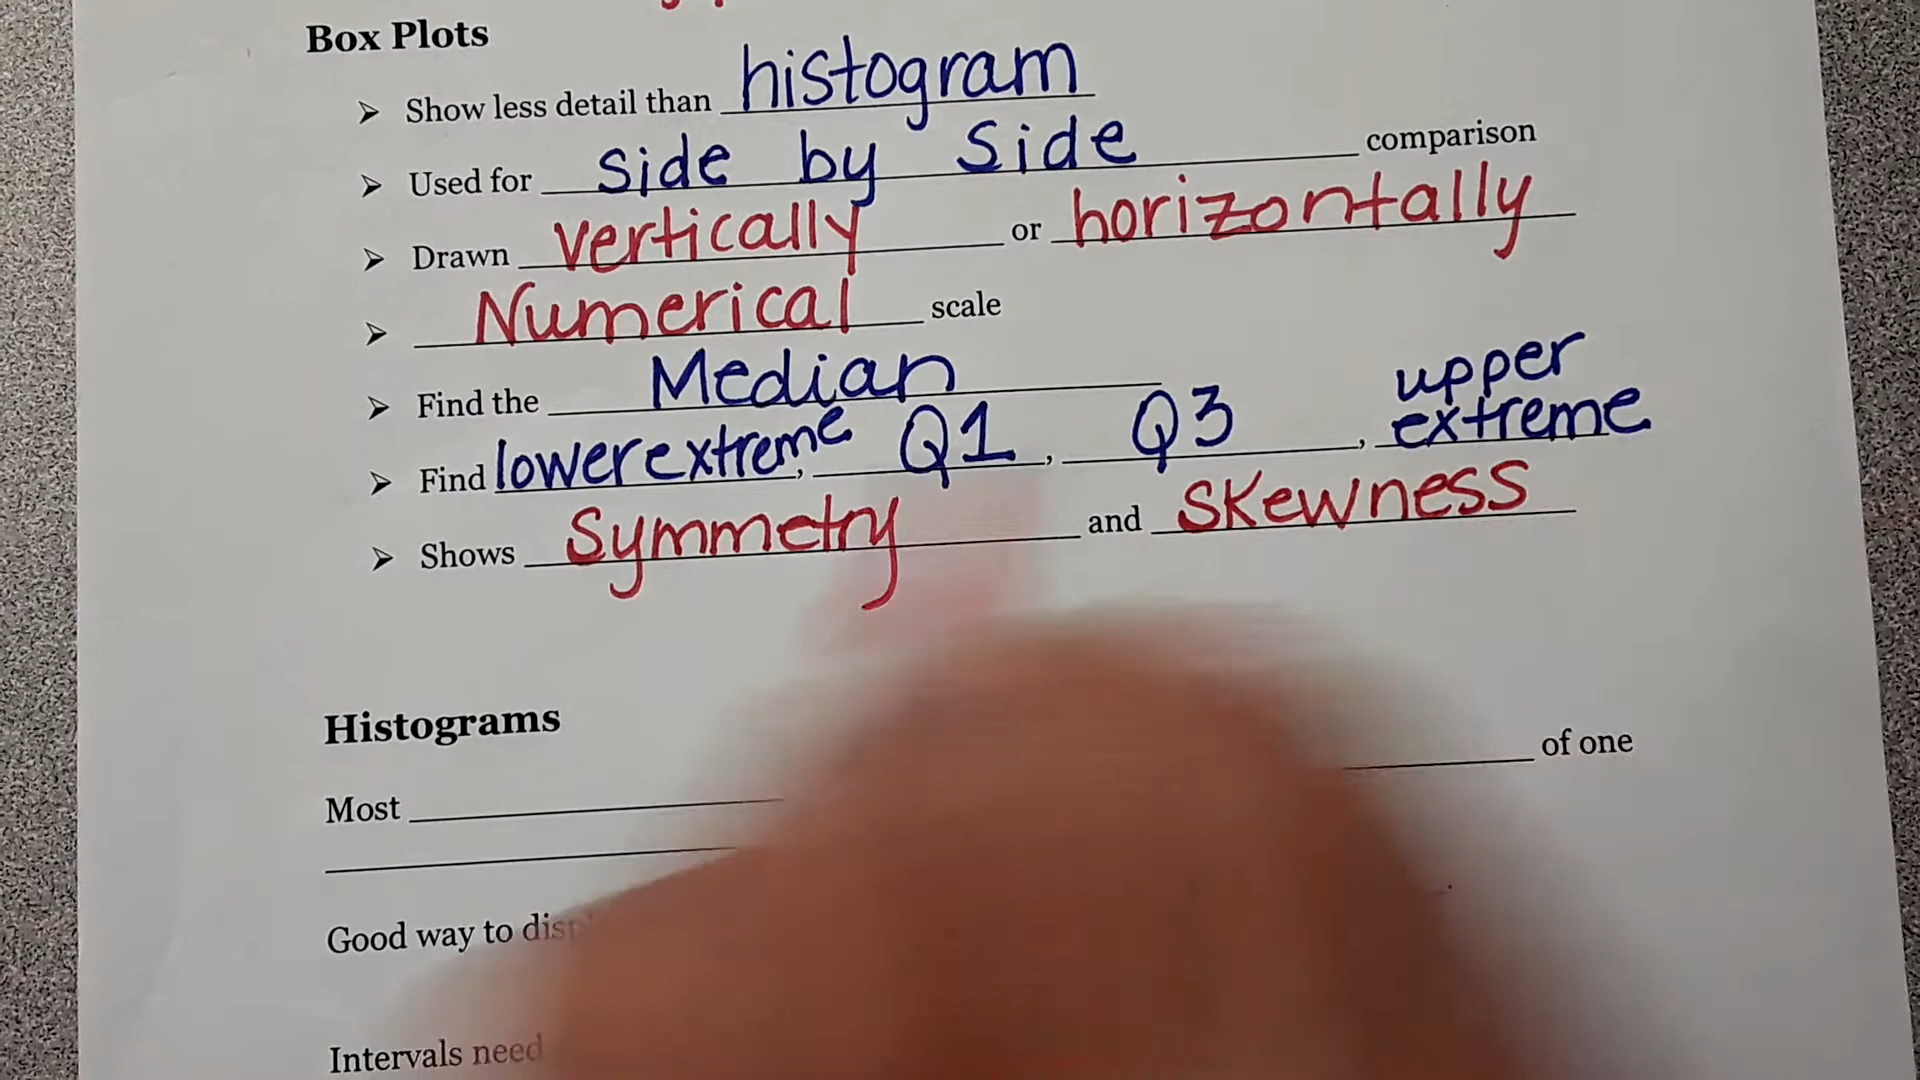 Box Plots
➢ Show less detail than histogram
➢ Used for side by side comparison
➢ Drawn vertically or horizontally
➢ Numerical scale
➢ Find the Median
➢ Find lower extreme, Q1, Q3, upper extreme
➢ Shows Symmetry and skewness
Histograms
Most of one
Good way to
Intervals need